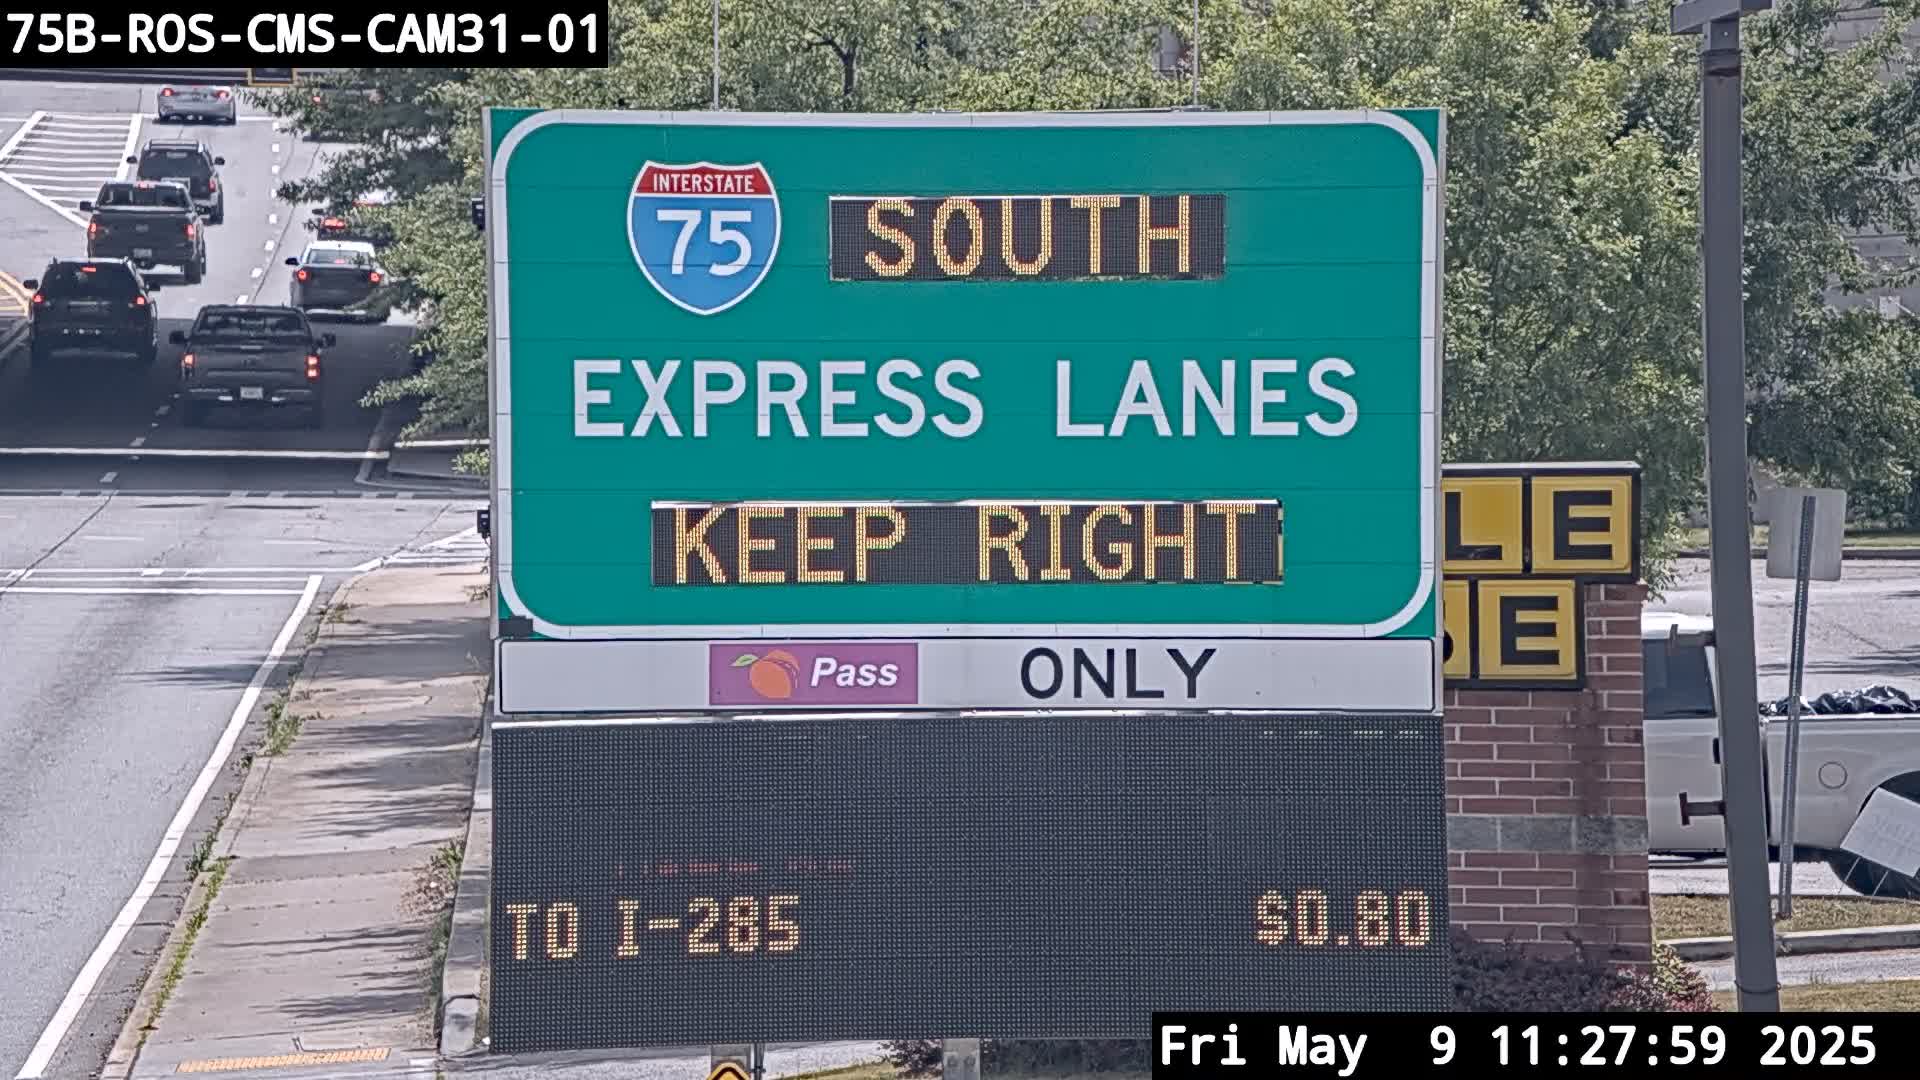 75B-ROS-CMS-CAM31-01
INTERSTATE
75
SOUTH
EXPRESS LANES
KEEP RIGHT
Pass ONLY
LE
E
TO I-285 $0.80
Fri May 9 11:27:59 2025